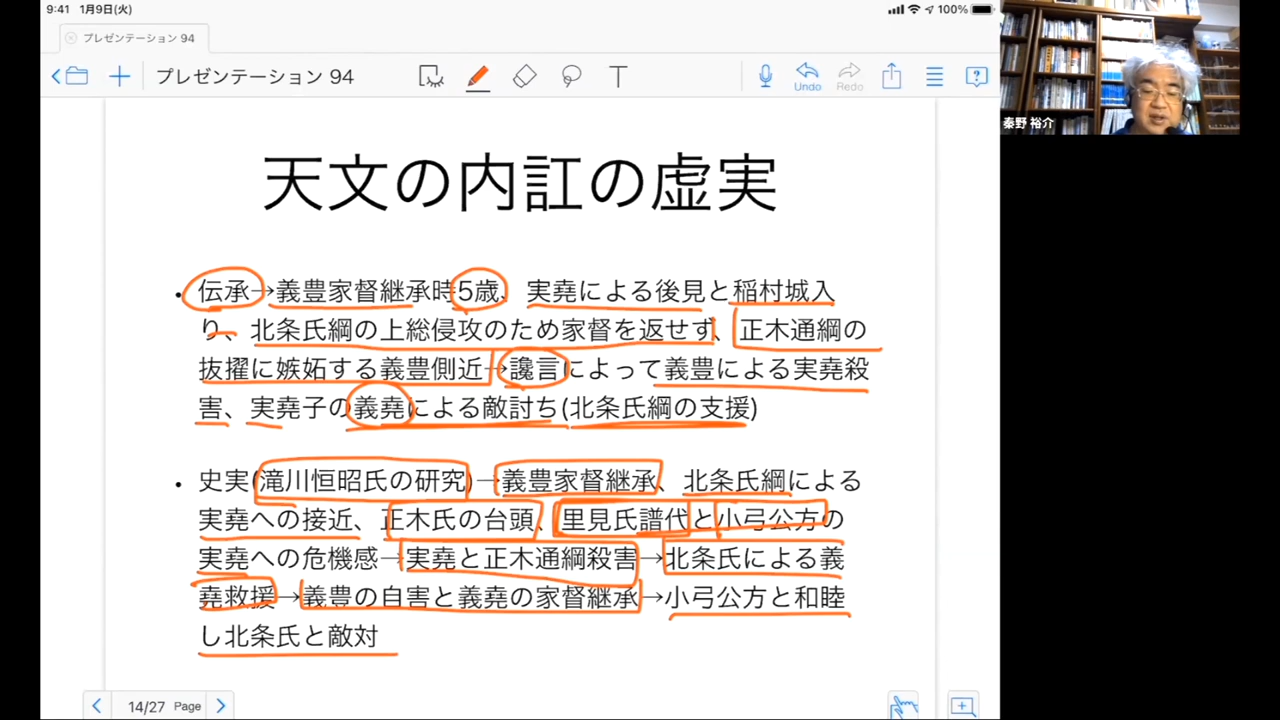 9:41 1月9日(火)
100%
プレゼンテーション 94
プレゼンテーション 94
T
Undo
Redo
秦野 裕介
天文の内訌の虚実
• 伝承→義豊家督継承時5歳、実堯による後見と稲村城入
り、北条氏綱の上総侵攻のため家督を返せず、正木通綱の
抜擢に嫉妬する義豊側近→讒言によって義豊による実堯殺
害、実堯子の義堯による敵討ち(北条氏綱の支援)
• 史実(滝川恒昭氏の研究)→義豊家督継承、北条氏綱による
実堯への接近、正木氏の台頭、里見氏譜代と小弓公方の
実堯への危機感→実堯と正木通綱殺害→北条氏による義
堯救援→義豊の自害と義堯の家督継承→小弓公方と和睦
し北条氏と敵対
14/27 Page